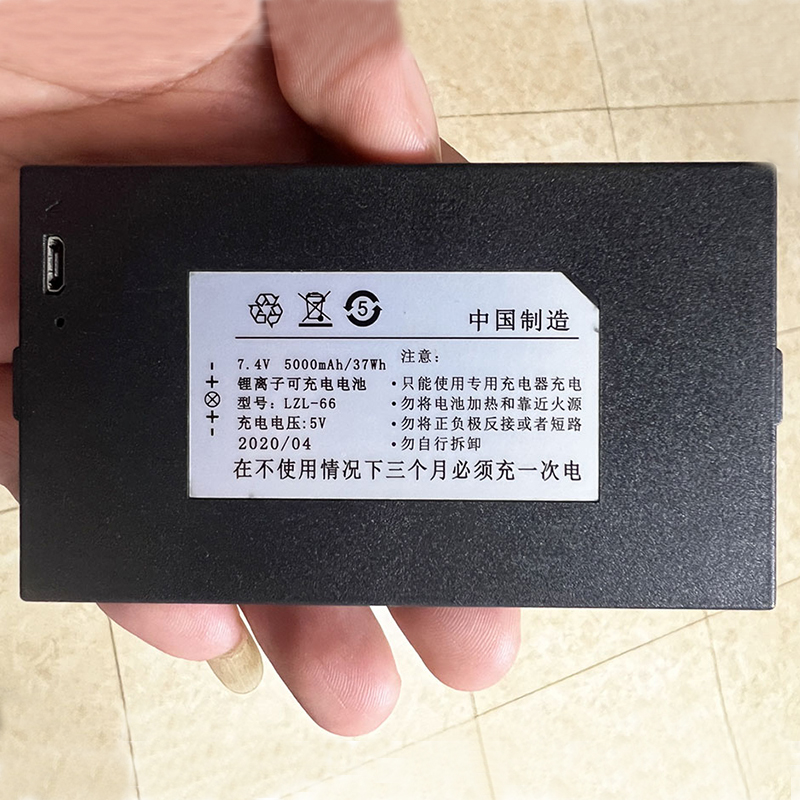 5
中国制造
7.4V 5000mAh/37Wh
锂离子可充电电池
型号: LZL-66
充电电压:5V
2020/04
- + ⊗ + -
注意:
·只能使用专用充电器充电
·勿将电池加热和靠近火源
·勿将正负极反接或者短路
·勿自行拆卸
在不使用情况下三个月必须充一次电